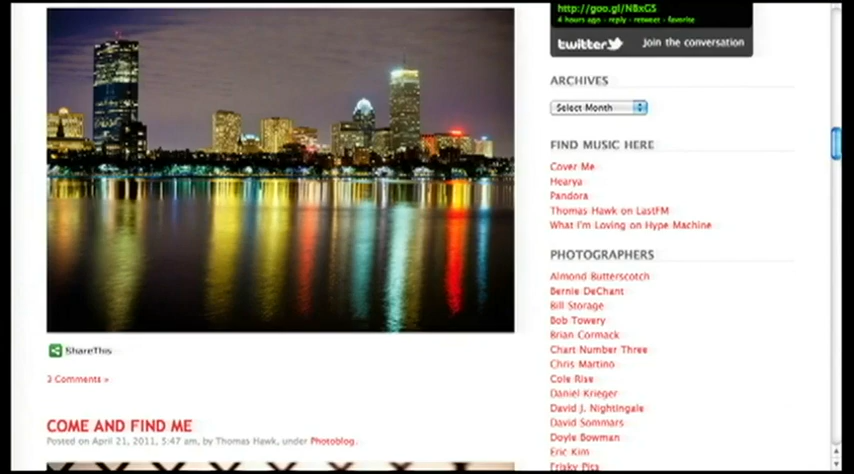 http://goo.gl/NBxGS
4 hours ago · reply · retweet · favorite
twitter
Join the conversation
ARCHIVES
Select Month
FIND MUSIC HERE
Cover Me
Hearya
Pandora
Thomas Hawk on LastFM
What I'm Loving on Hype Machine
PHOTOGRAPHERS
Almond Butterscotch
Bernie DeChant
Bill Storage
Bob Towery
Brian Cormack
Chart Number Three
Chris Martino
Cole Rise
Daniel Krieger
David J. Nightingale
David Sommars
Doyle Bowman
Eric Kim
Frisky Pics
ShareThis
Comments »
COME AND FIND ME
Posted on April 21, 2011, 5:47 am, by Thomas Hawk, under Photoblog.